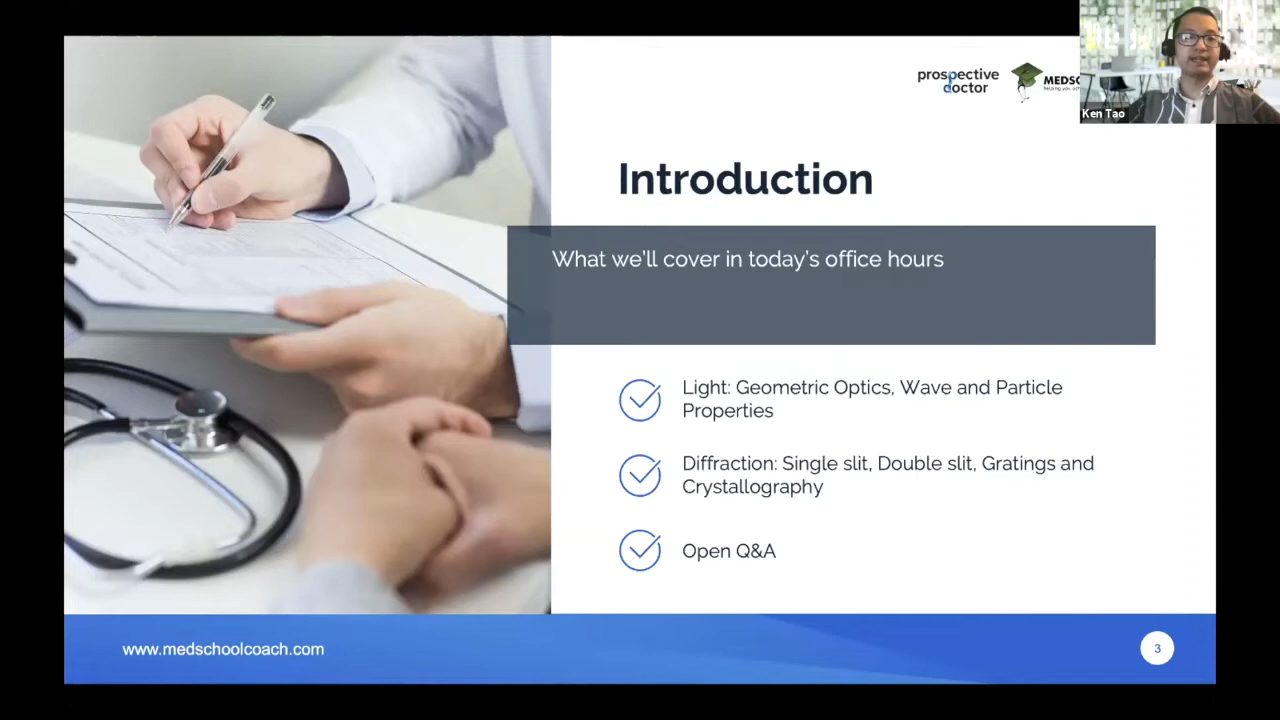 prospective
doctor
Ken Tao
Introduction
What we'll cover in today's office hours
Light: Geometric Optics, Wave and Particle
Properties
Diffraction: Single slit, Double slit, Gratings and
Crystallography
Open Q&A
www.medschoolcoach.com
3